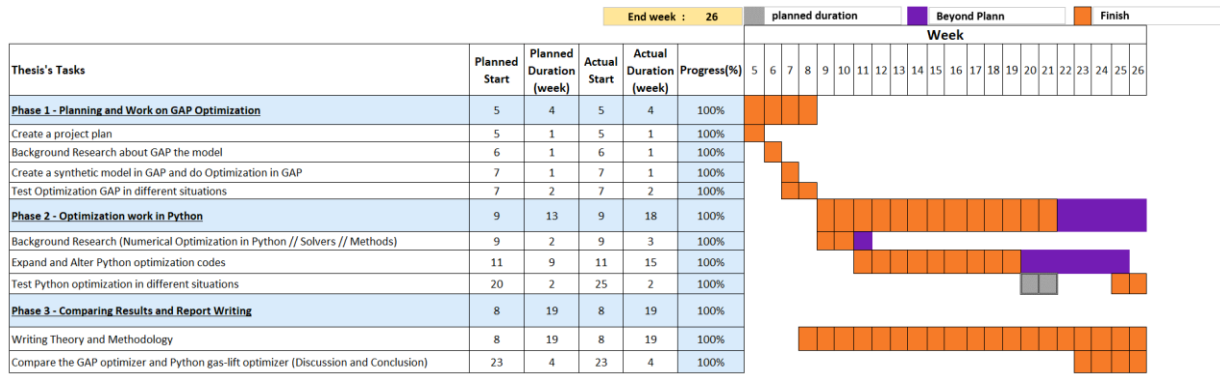 End week : 26 planned duration Beyond Plann Finish
Week
Thesis's Tasks Planned Start Planned Duration (week) Actual Start Actual Duration (week) Progress(%) 5 6 7 8 9 10 11 12 13 14 15 16 17 18 19 20 21 22 23 24 25 26
Phase 1 - Planning and Work on GAP Optimization 5 4 5 4 100%
Create a project plan 5 1 5 1 100%
Background Research about GAP the model 6 1 6 1 100%
Create a synthetic model in GAP and do Optimization in GAP 7 1 7 1 100%
Test Optimization GAP in different situations 7 2 7 2 100%
Phase 2 - Optimization work in Python 9 13 9 18 100%
Background Research (Numerical Optimization in Python // Solvers // Methods) 9 2 9 3 100%
Expand and Alter Python optimization codes 11 9 11 15 100%
Test Python optimization in different situations 20 2 25 2 100%
Phase 3 - Comparing Results and Report Writing 8 19 8 19 100%
Writing Theory and Methodology 8 19 8 19 100%
Compare the GAP optimizer and Python gas-lift optimizer (Discussion and Conclusion) 23 4 23 4 100%